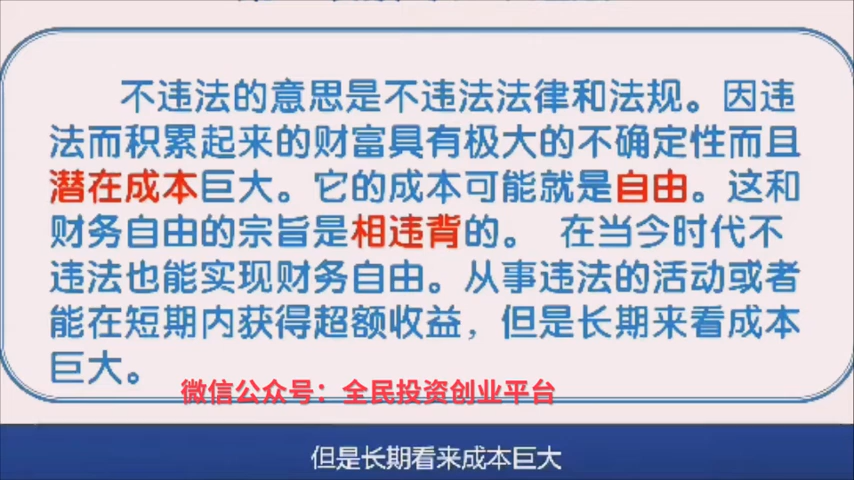 不违法的意思是不违法法律和法规。因违
法而积累起来的财富具有极大的不确定性而且
潜在成本巨大。它的成本可能就是自由。这和
财务自由的宗旨是相违背的。 在当今时代不
违法也能实现财务自由。从事违法的活动或者
能在短期内获得超额收益，但是长期来看成本
巨大。
微信公众号：全民投资创业平台
但是长期看来成本巨大